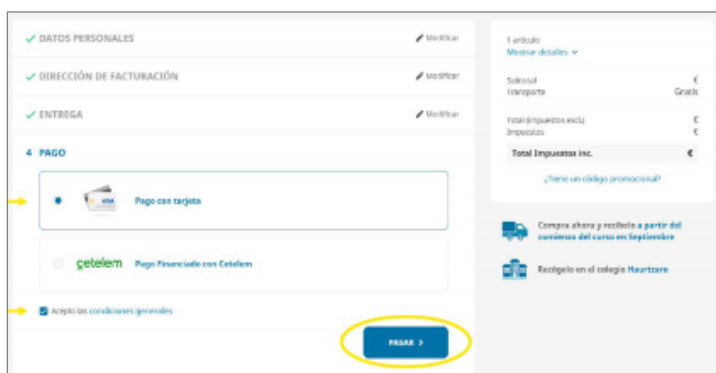 DATOS PERSONALES
Modificar
DIRECCIÓN DE FACTURACIÓN
Modificar
ENTREGA
Modificar
4 PAGO
VISA
Pago con tarjeta
cetelem
Pago Financiado con Cetelem
Acepto las condiciones generales
PAGAR
1 artículo
Mostrar detalles
Subtotal €
Transporte Gratis
Total (impuestos excl.) €
Impuestos €
Total Impuestos inc. €
¿Tiene un código promocional?
Compra ahora y recíbelo a partir del
comienzo del curso en Septiembre
Recógelo en el colegio Haurtzaro